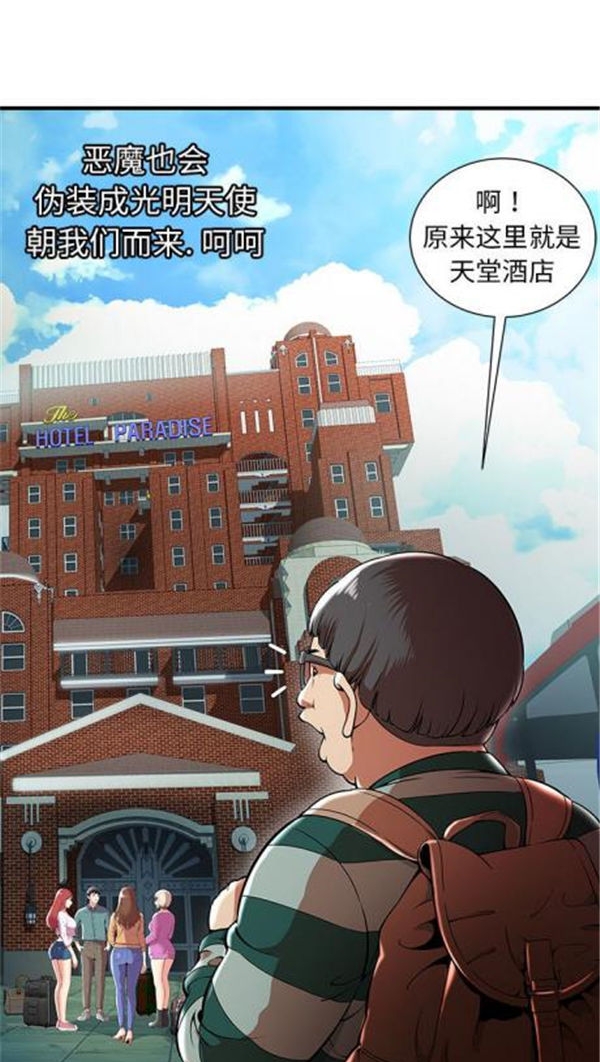 恶魔也会
伪装成光明天使
朝我们而来. 呵呵
啊！
原来这里就是
天堂酒店
The
HOTEL PARADISE